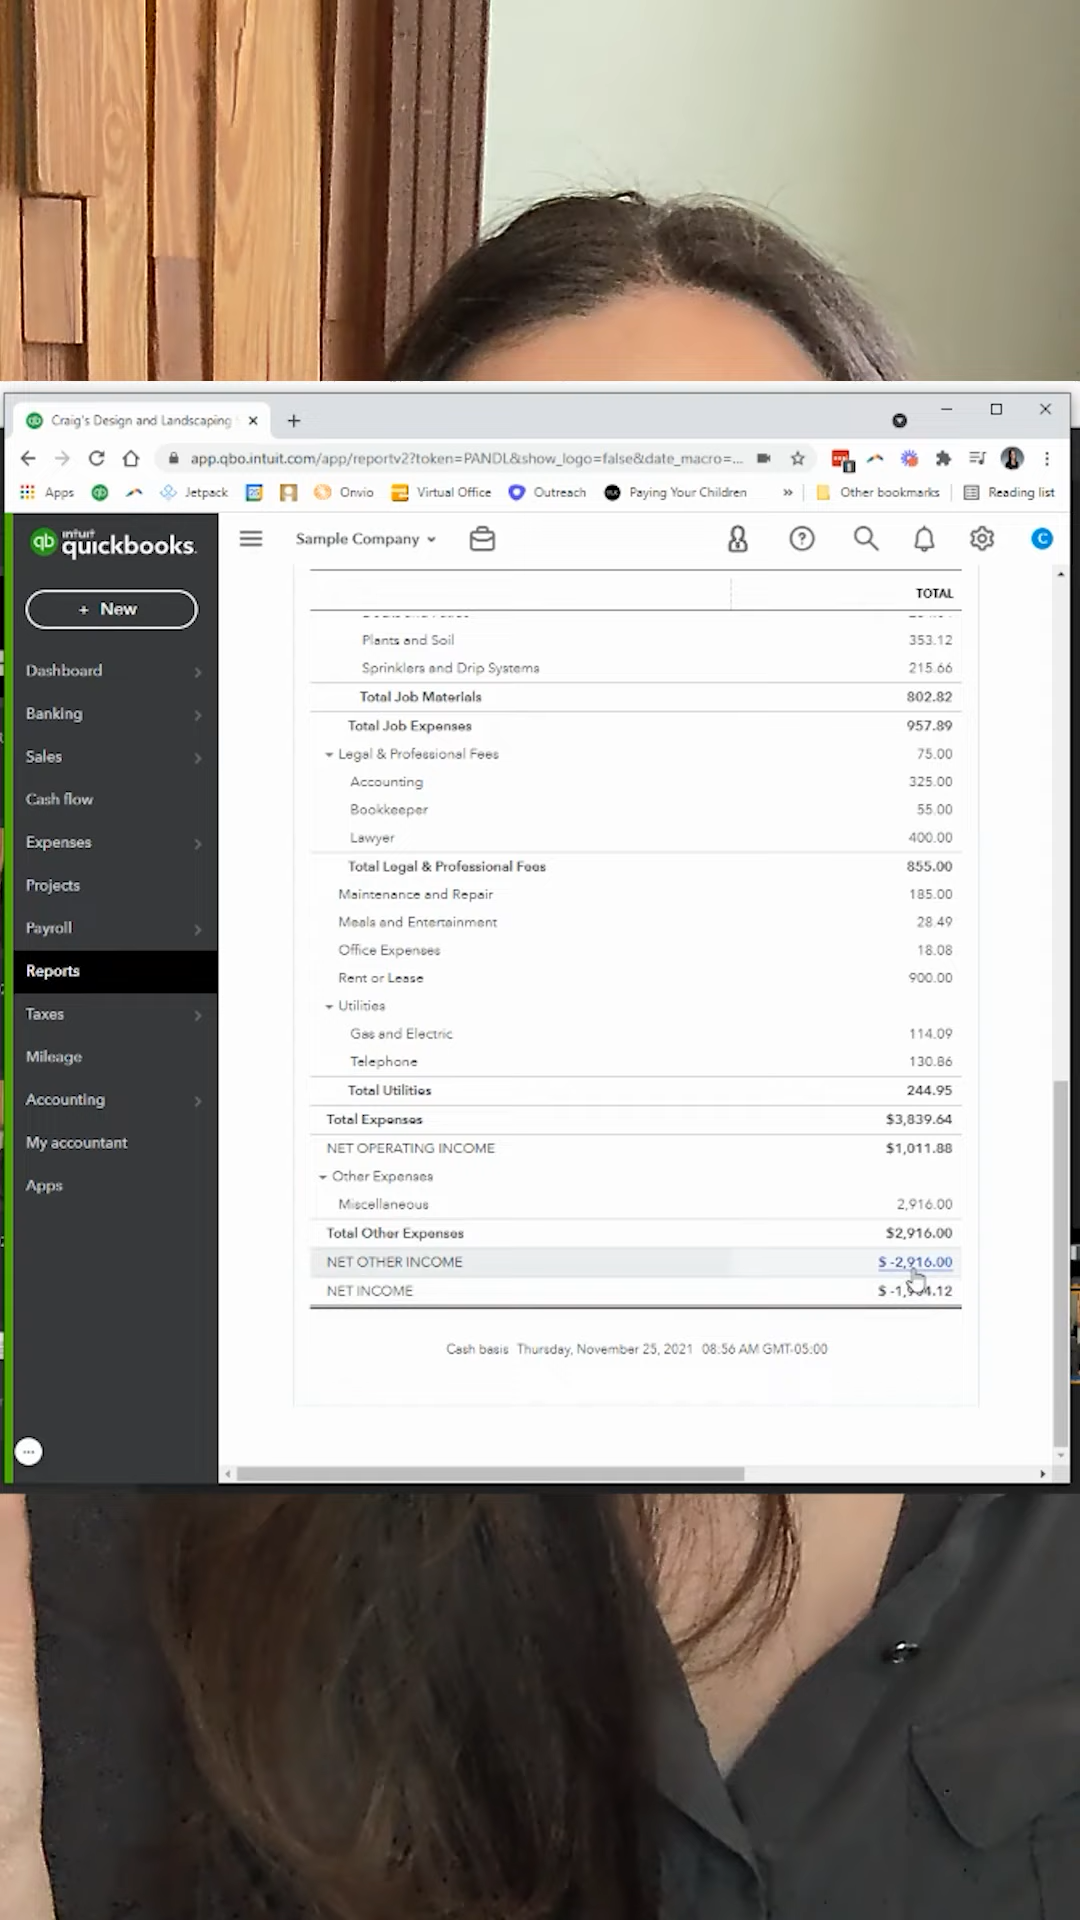 Craig's Design and Landscaping
app.qbo.intuit.com/app/reportv2?token=PANDL&show_logo=false&date_macro=...
Apps Jetpack Onvio Virtual Office Outreach Paying Your Children » Other bookmarks Reading list
intuit quickbooks.
Sample Company
C
+ New
Dashboard
Banking
Sales
Cash flow
Expenses
Projects
Payroll
Reports
Taxes
Mileage
Accounting
My accountant
Apps
TOTAL
Plants and Soil 353.12
Sprinklers and Drip Systems 215.66
Total Job Materials 802.82
Total Job Expenses 957.89
Legal & Professional Fees 75.00
Accounting 325.00
Bookkeeper 55.00
Lawyer 400.00
Total Legal & Professional Fees 855.00
Maintenance and Repair 185.00
Meals and Entertainment 28.49
Office Expenses 18.08
Rent or Lease 900.00
Utilities
Gas and Electric 114.09
Telephone 130.86
Total Utilities 244.95
Total Expenses $3,839.64
NET OPERATING INCOME $1,011.88
Other Expenses
Miscellaneous 2,916.00
Total Other Expenses $2,916.00
NET OTHER INCOME $ -2,916.00
NET INCOME
Cash basis Thursday, November 25, 2021 08:56 AM GMT-05:00